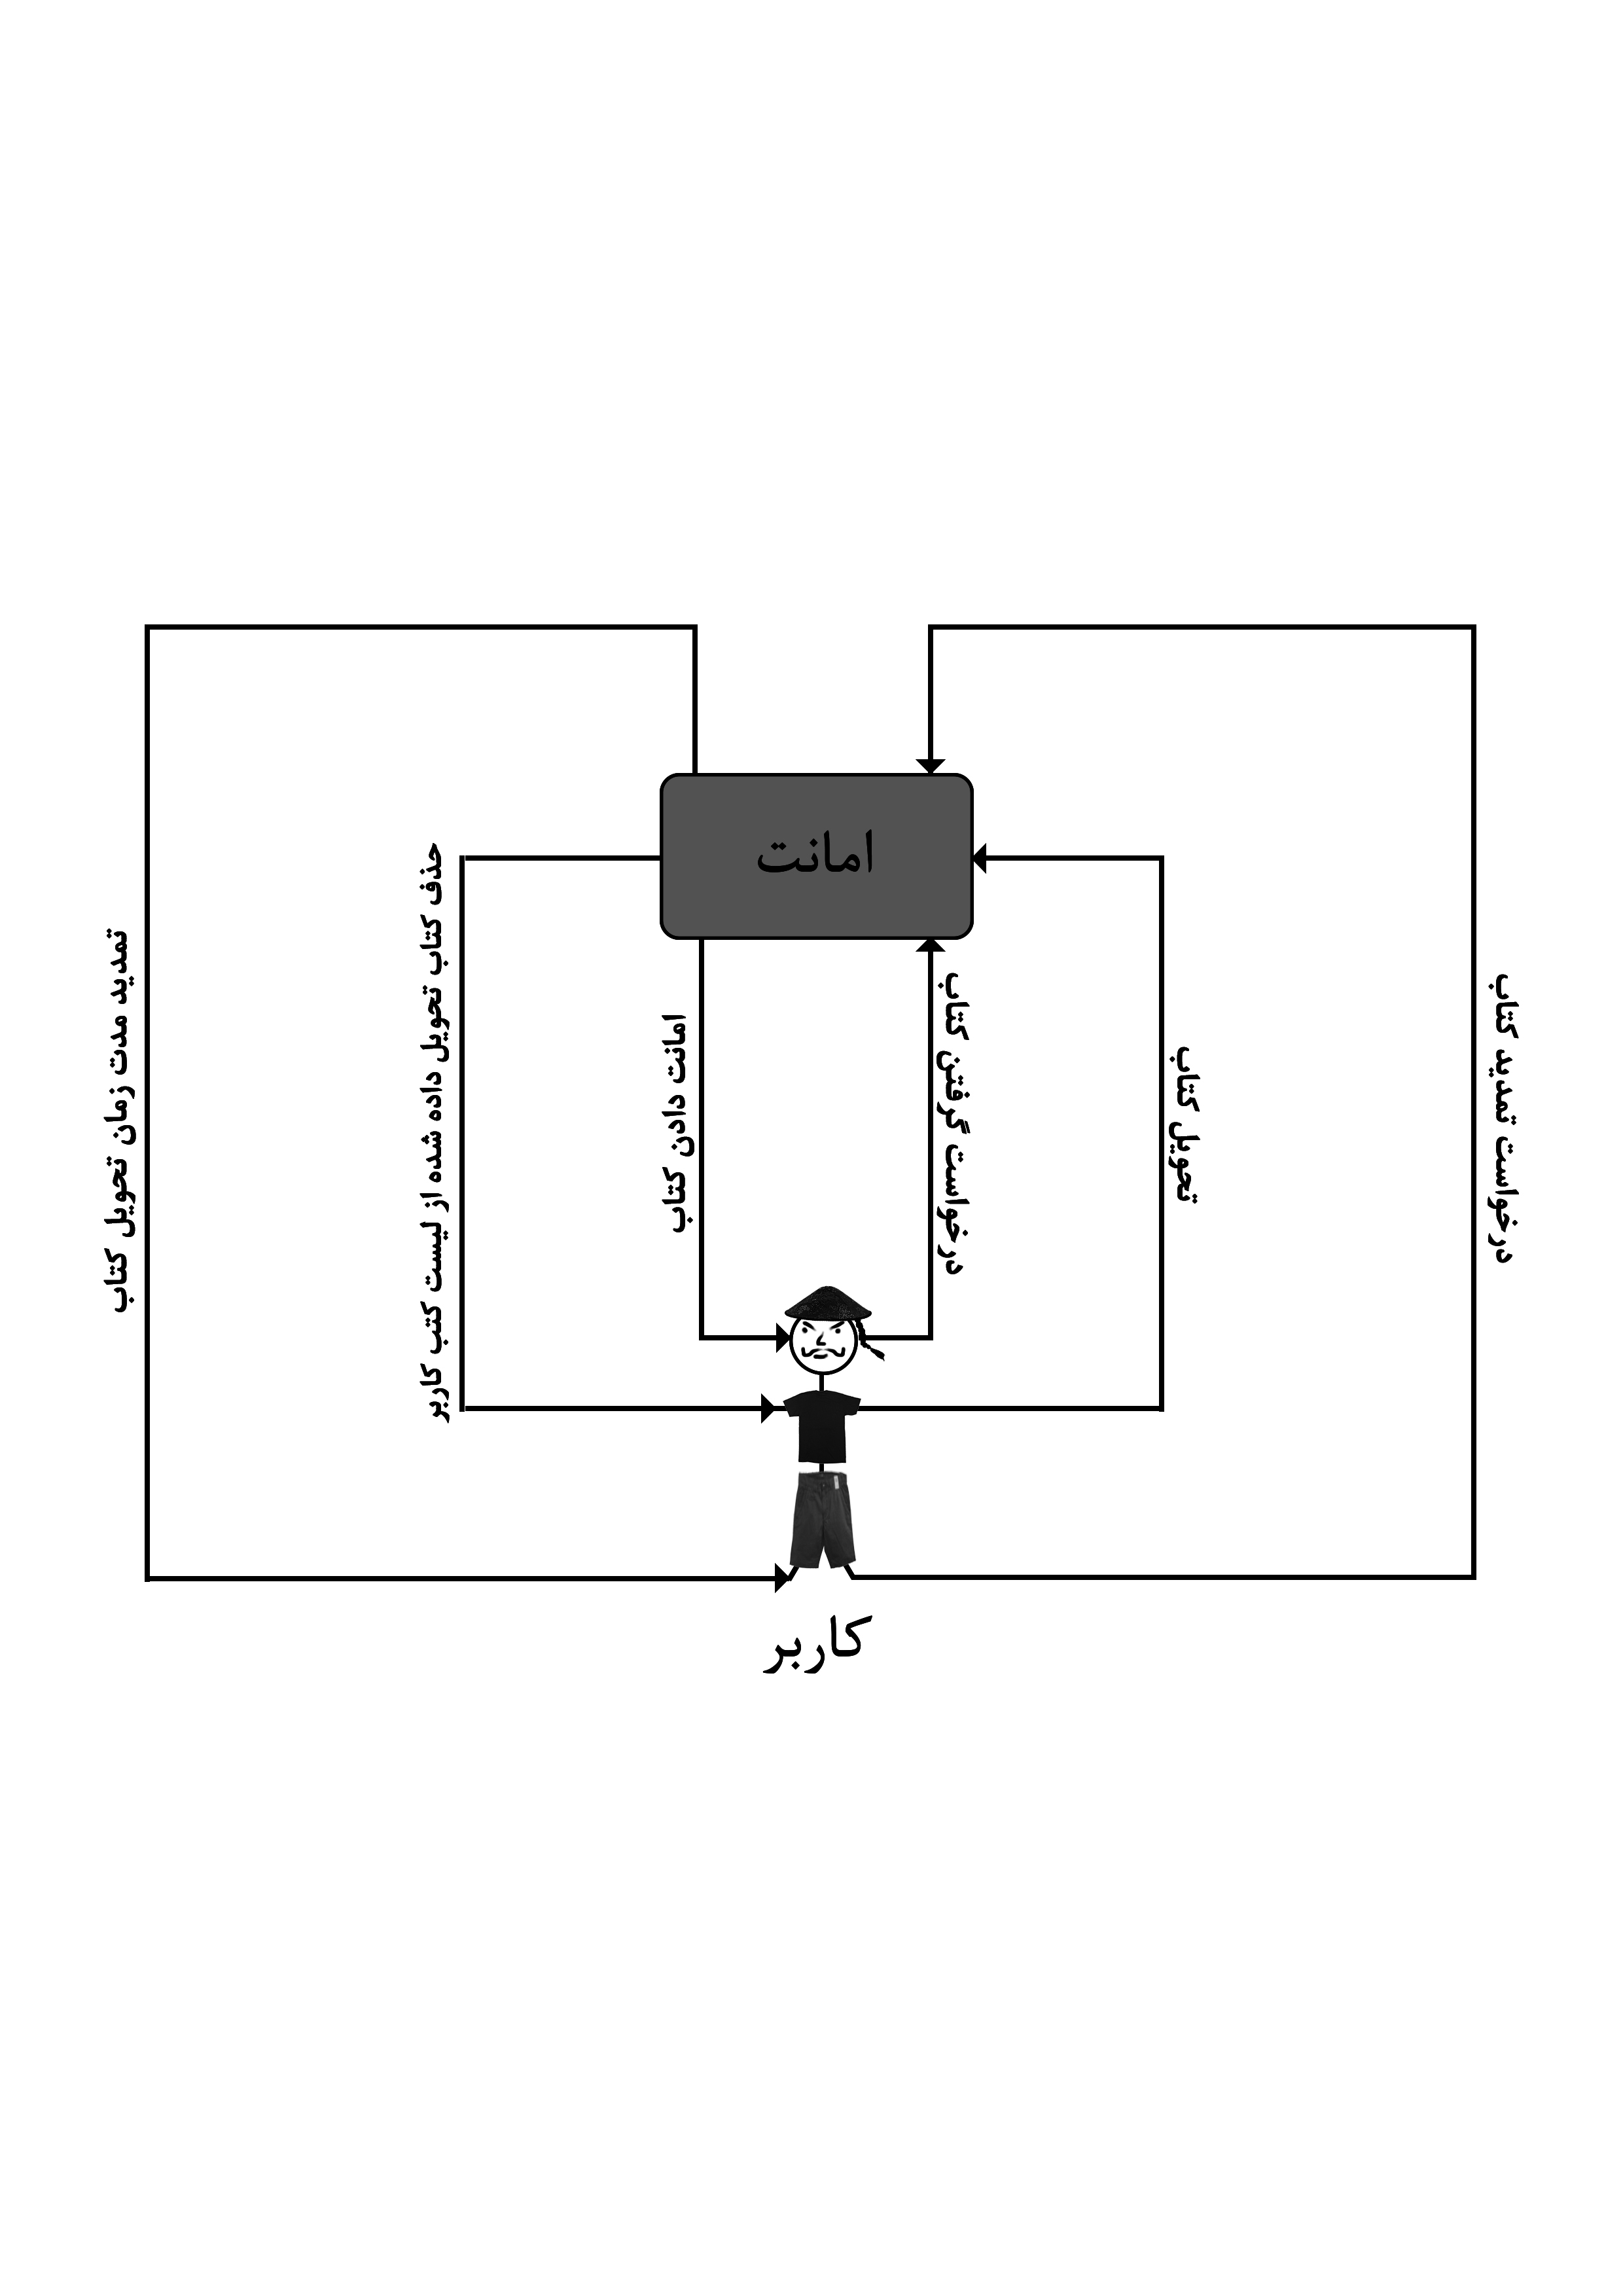 امانت
درخواست تمدید کتاب
تحویل کتاب
درخواست گرفتن کتاب
امانت دادن کتاب
حذف کتاب تحویل داده شده از لیست کتب کاربر
تمدید مدت زمان تحویل کتاب
کاربر